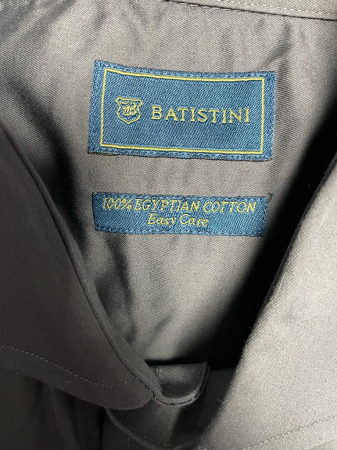 BATISTINI
100% EGYPTIAN COTTON
Easy Care